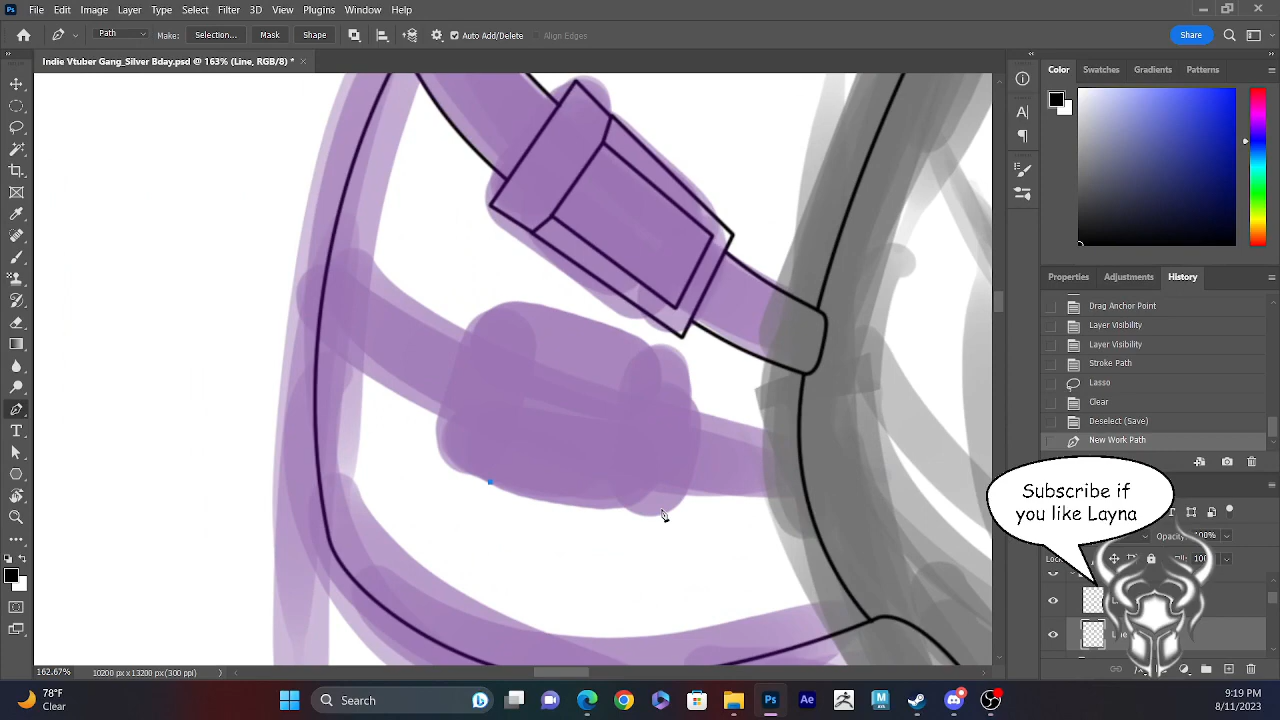 File Edit Image Layer Type Select Filter 3D View Plugins Window Help
Path Make: Selection... Mask Shape Auto Add/Delete Align Edges Share
Indie Vtuber Gang_Silver Bday.psd @ 163% (Line, RGB/8) *
Color Swatches Gradients Patterns
Properties Adjustments History
Drag Anchor Point
Layer Visibility
Layer Visibility
Stroke Path
Lasso
Clear
Deselect (Save)
New Work Path
Subscribe if
you like Layna
Opacity: 100%
162.67% 10200 px x 13200 px (300 ppi)
78°F
Clear
Search
9:19 PM
8/11/2023